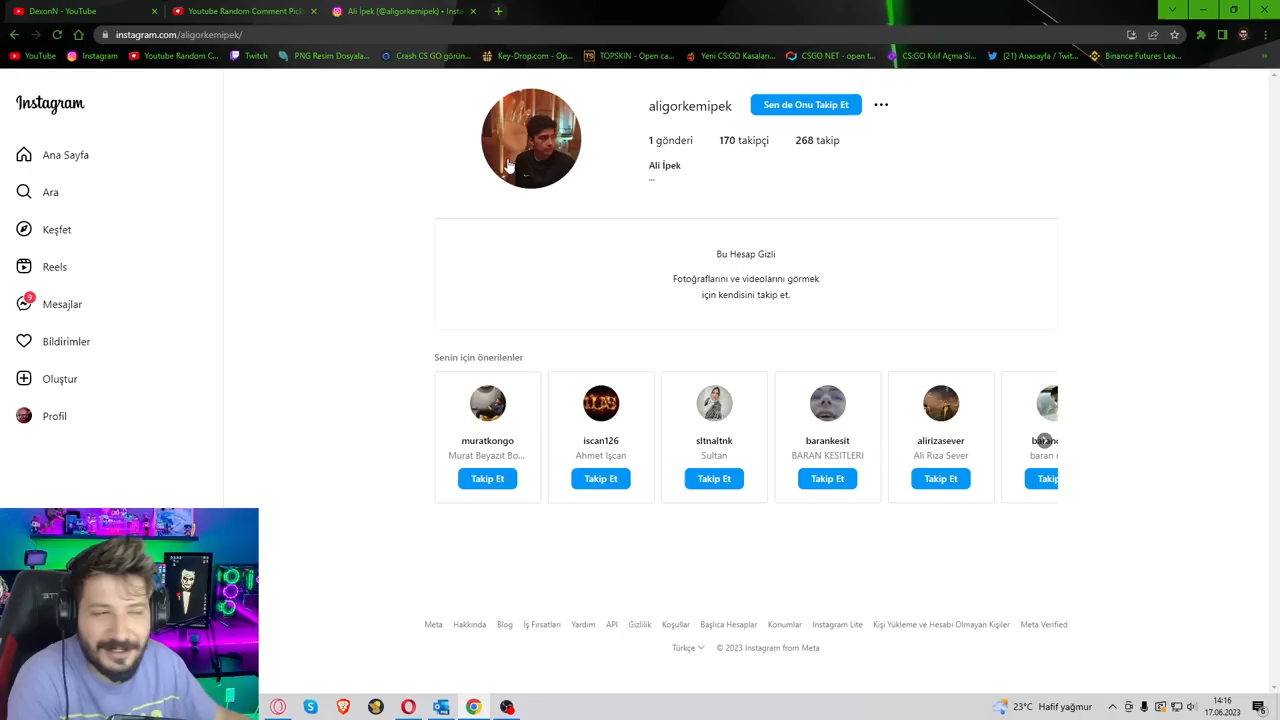 DexonN - YouTube
Youtube Random Comment Pick
Ali İpek (@aligorkemipek) • Insta
instagram.com/aligorkemipek/
YouTube
Instagram
Youtube Random C...
Twitch
PNG Resim Dosyala...
Crash CS GO görün...
Key-Drop.com - Op...
TOPSKIN - Open ca...
Yeni CS:GO Kasaları...
CSGO NET - open t...
CS:GO Kılıf Açma Si...
(21) Anasayfa / Twit...
Binance Futures Lea...
Instagram
Ana Sayfa
Ara
Keşfet
Reels
9
Mesajlar
Bildirimler
Oluştur
Profil
aligorkemipek
Sen de Onu Takip Et
1 gönderi
170 takipçi
268 takip
Ali İpek
...
Bu Hesap Gizli
Fotoğraflarını ve videolarını görmek
için kendisini takip et.
Senin için önerilenler
muratkongo
Murat Beyazıt Bo...
Takip Et
iscan126
Ahmet Işcan
Takip Et
sltnaltnk
Sultan
Takip Et
barankesit
BARAN KESITLERI
Takip Et
alirizasever
Ali Rıza Sever
Takip Et
baran
Takip
Meta
Hakkında
Blog
İş Fırsatları
Yardım
API
Gizlilik
Koşullar
Başlıca Hesaplar
Konumlar
Instagram Lite
Kişi Yükleme ve Hesabı Olmayan Kişiler
Meta Verified
Türkçe
© 2023 Instagram from Meta
23°C Hafif yağmur
14:16
17.06.2023